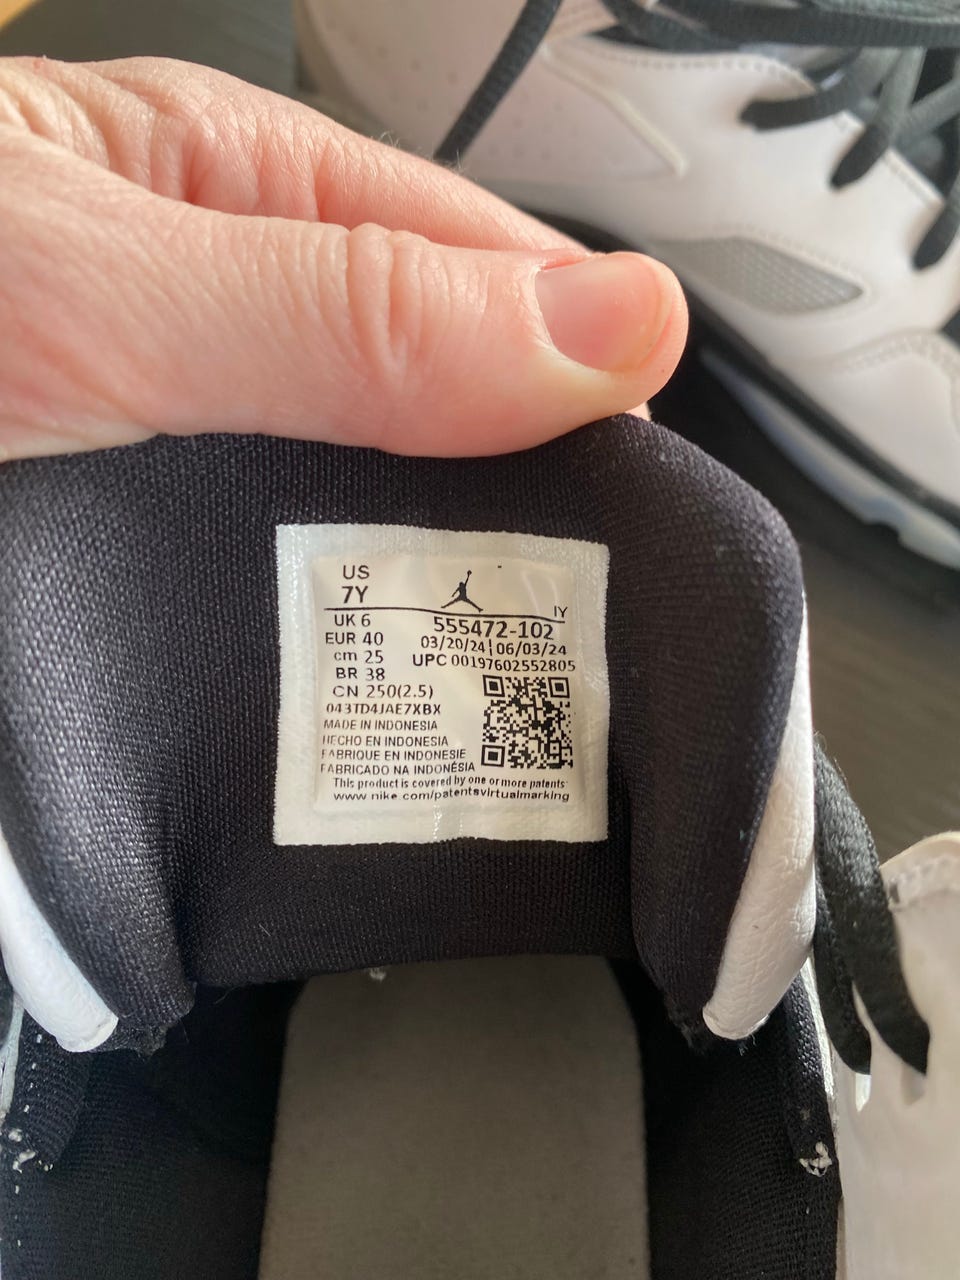 US
7Y
IY
UK 6
555472-102
EUR 40
03/20/24 | 06/03/24
cm 25
UPC 00197602552805
BR 38
CN 250(2.5)
043TD4JAE7XBX
MADE IN INDONESIA
HECHO EN INDONESIA
FABRIQUE EN INDONESIE
FABRICADO NA INDONÉSIA
This product is covered by one or more patents
www.nike.com/patentsvirtualmarking